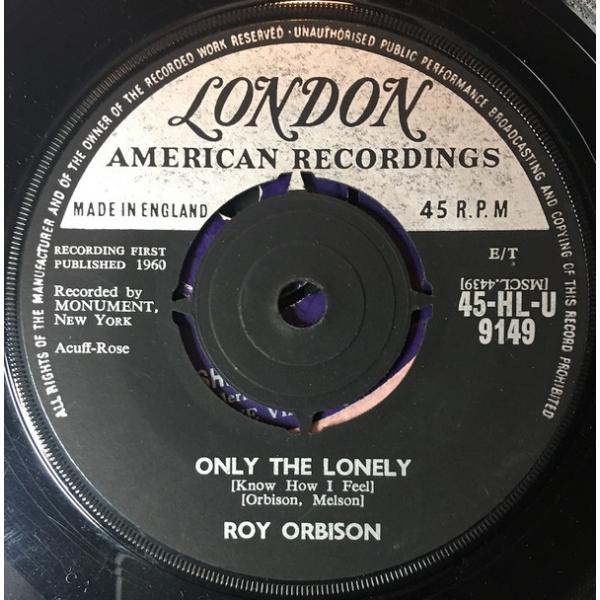 ALL RIGHTS OF THE MANUFACTURER AND OF THE OWNER OF THE RECORDED WORK RESERVED · UNAUTHORISED PUBLIC PERFORMANCE BROADCASTING AND COPYING OF THIS RECORD PROHIBITED
LONDON
AMERICAN RECORDINGS
MADE IN ENGLAND
45 R.P.M
RECORDING FIRST
PUBLISHED 1960
E/T
Recorded by
MONUMENT,
NEW YORK
[MSCL.4439]
45-HL-U
9149
Acuff-Rose
ONLY THE LONELY
[Know How I Feel]
[Orbison, Melson]
ROY ORBISON